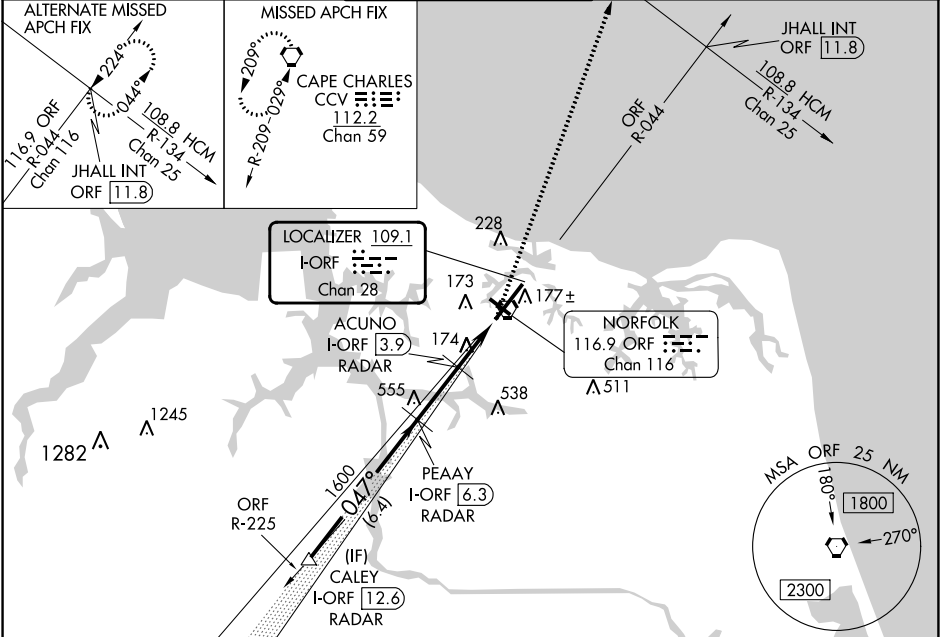 ALTERNATE MISSED
APCH FIX
224°
044°
116.9 ORF
R-044
Chan 116
108.8 HCM
R-134
Chan 25
JHALL INT
ORF 11.8
MISSED APCH FIX
209°
029°
R-209
CAPE CHARLES
CCV
112.2
Chan 59
JHALL INT
ORF 11.8
108.8 HCM
R-134
Chan 25
ORF
R-044
LOCALIZER 109.1
I-ORF
Chan 28
228
173
177±
ACUNO
I-ORF 3.9
RADAR
174
NORFOLK
116.9 ORF
Chan 116
555
538
511
1245
1282
PEAAY
I-ORF 6.3
RADAR
1600
047°
(6.4)
ORF
R-225
(IF)
CALEY
I-ORF 12.6
RADAR
MSA ORF 25 NM
180°
1800
270°
2300